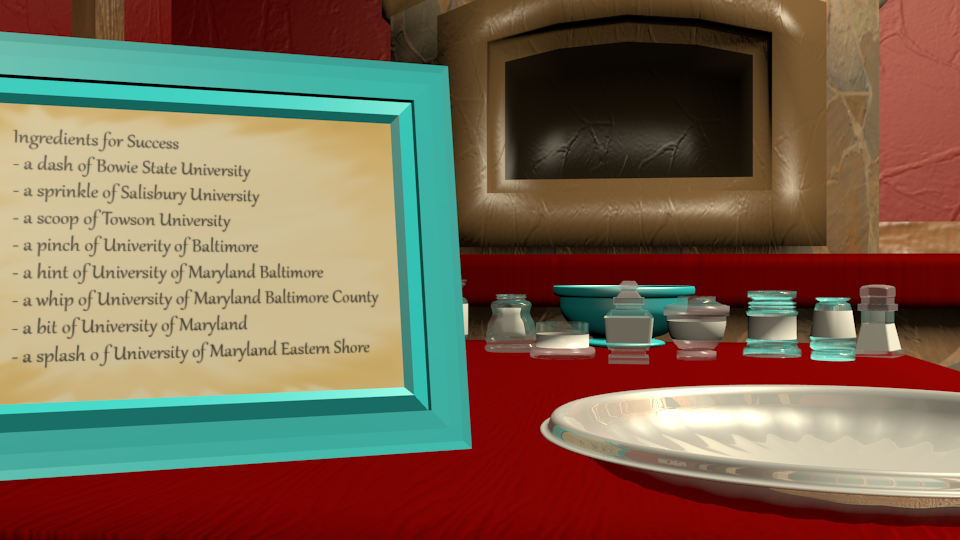 Ingredients for Success
- a dash of Bowie State University
- a sprinkle of Salisbury University
- a scoop of Towson University
- a pinch of Univerity of Baltimore
- a hint of University of Maryland Baltimore
- a whip of University of Maryland Baltimore County
- a bit of University of Maryland
- a splash o f University of Maryland Eastern Shore